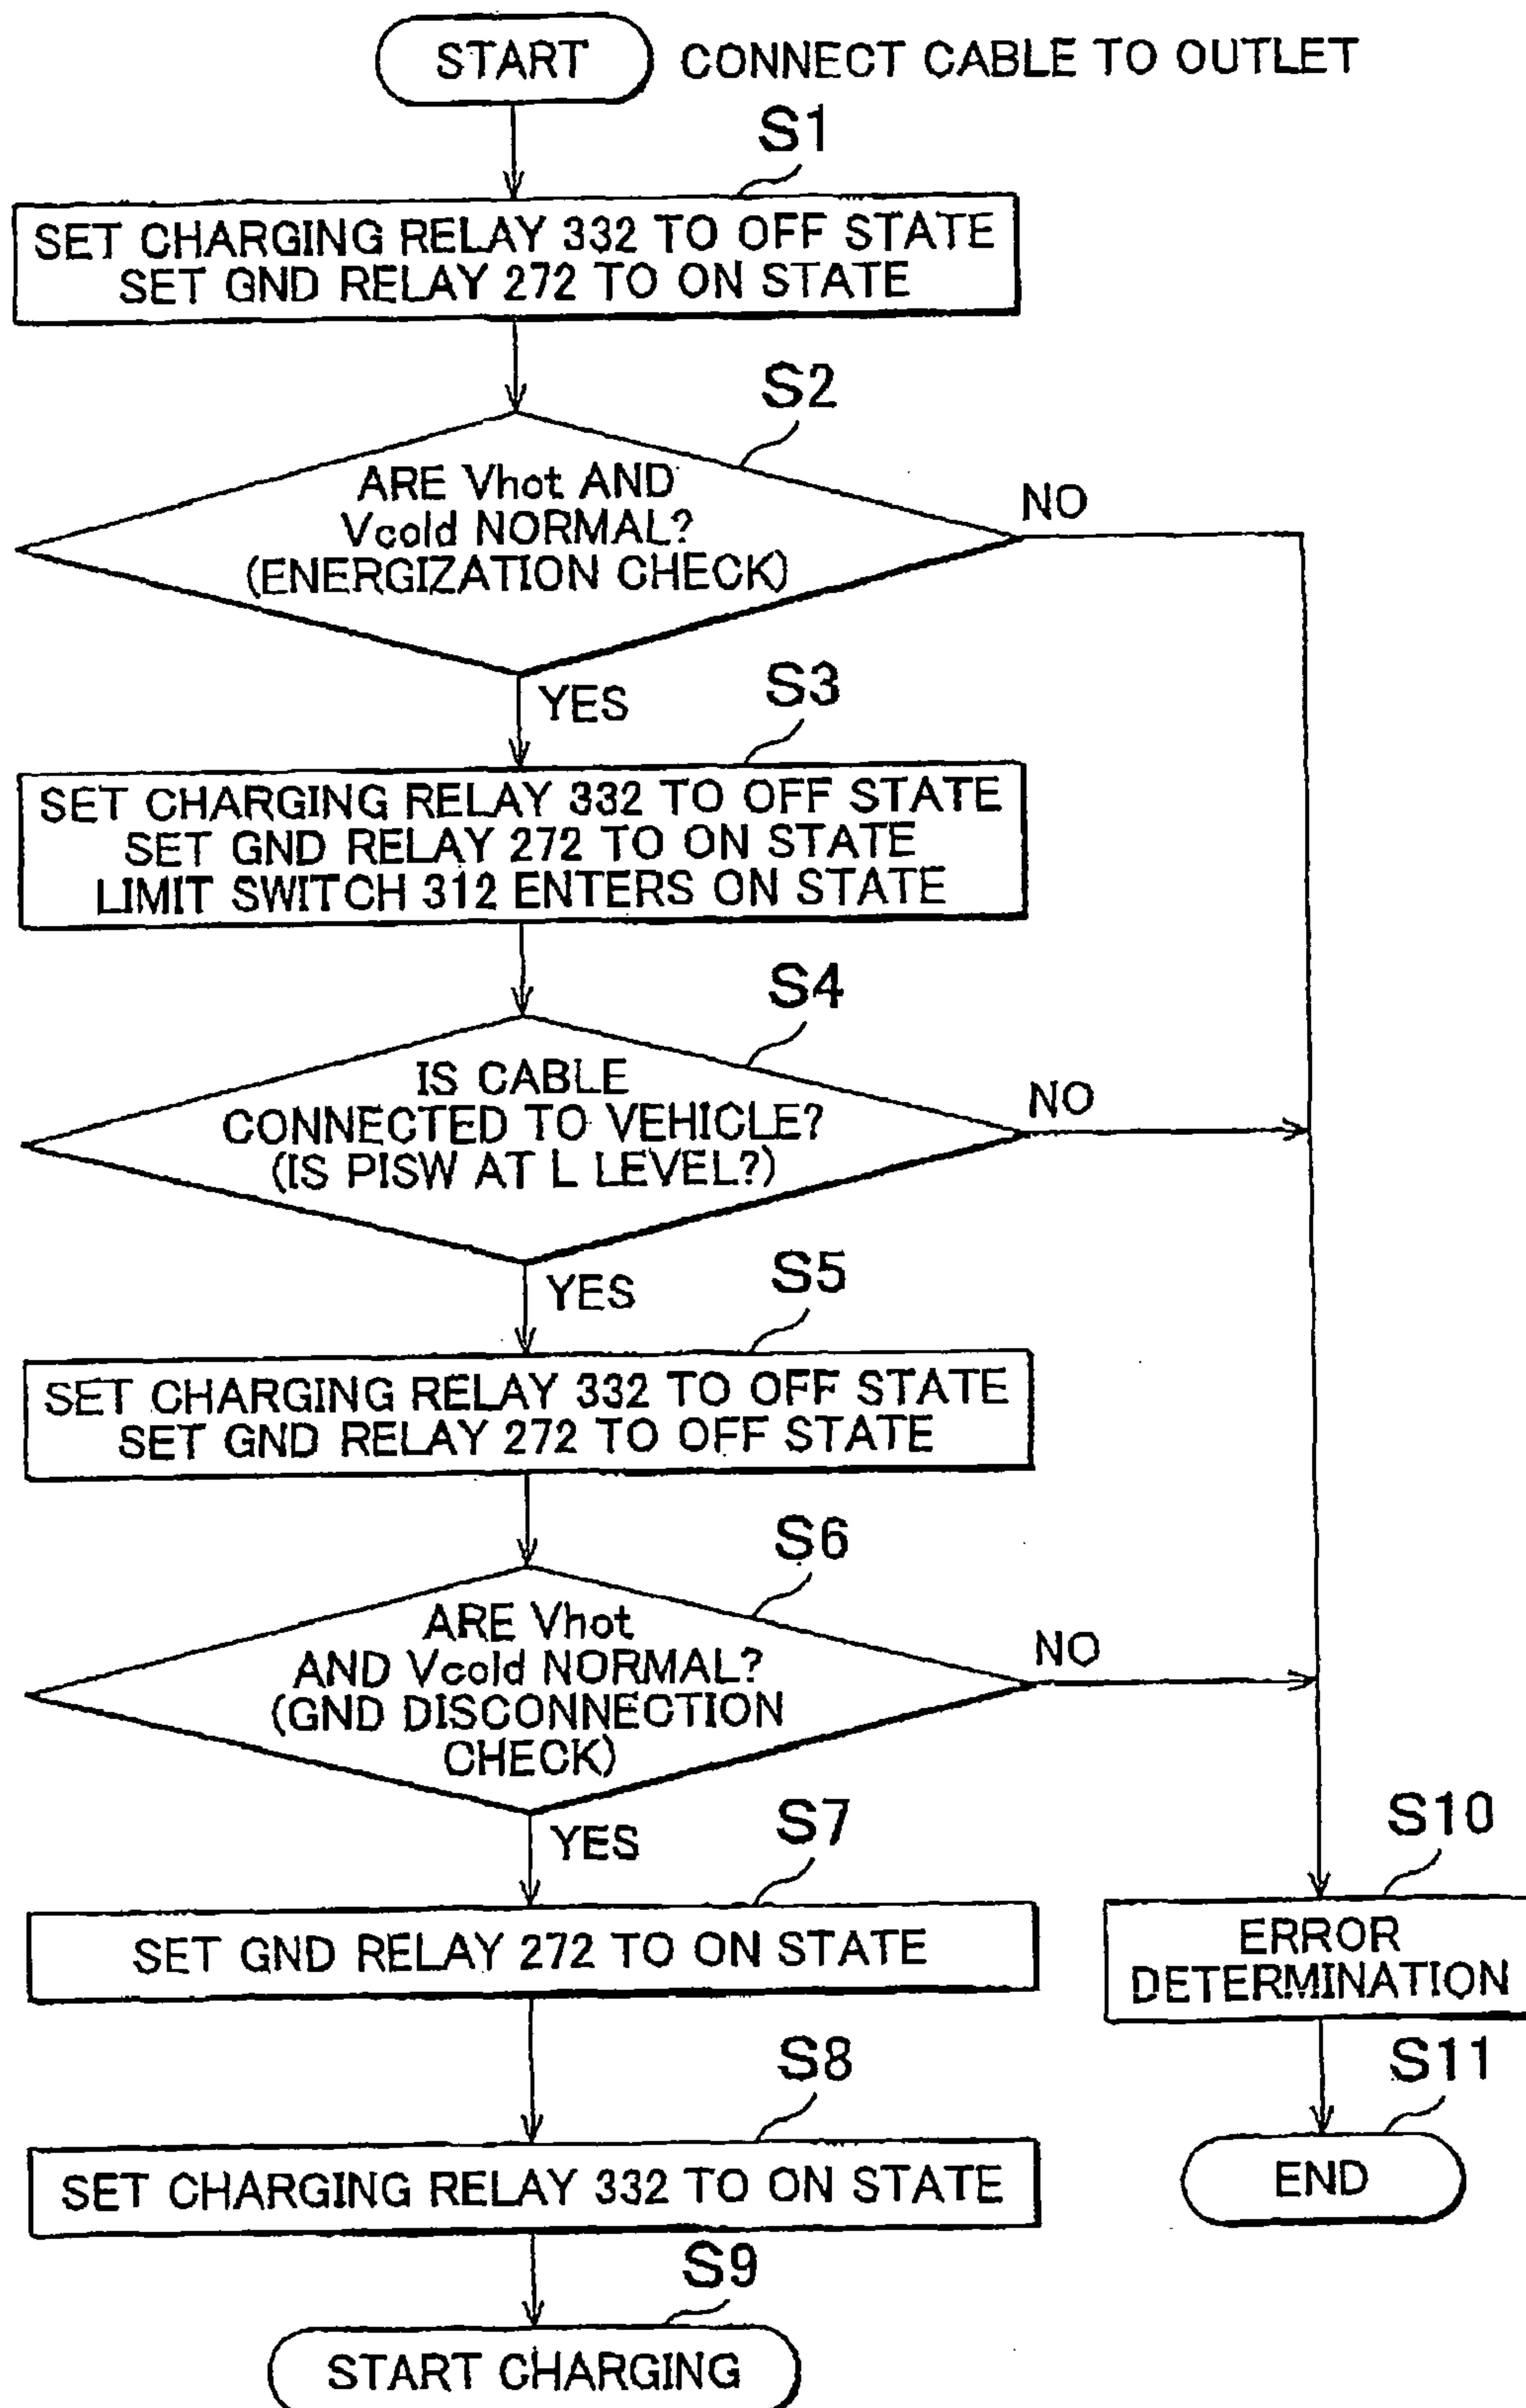 START
CONNECT CABLE TO OUTLET
S1
SET CHARGING RELAY 332 TO OFF STATE
SET GND RELAY 272 TO ON STATE
S2
ARE Vhot AND
Vcold NORMAL?
(ENERGIZATION CHECK)
NO
YES
S3
SET CHARGING RELAY 332 TO OFF STATE
SET GND RELAY 272 TO ON STATE
LIMIT SWITCH 312 ENTERS ON STATE
S4
IS CABLE
CONNECTED TO VEHICLE?
(IS PISW AT L LEVEL?)
NO
YES
S5
SET CHARGING RELAY 332 TO OFF STATE
SET GND RELAY 272 TO OFF STATE
S6
ARE Vhot
AND Vcold NORMAL?
(GND DISCONNECTION
CHECK)
NO
YES
S7
SET GND RELAY 272 TO ON STATE
S10
ERROR
DETERMINATION
S8
SET CHARGING RELAY 332 TO ON STATE
S11
END
S9
START CHARGING